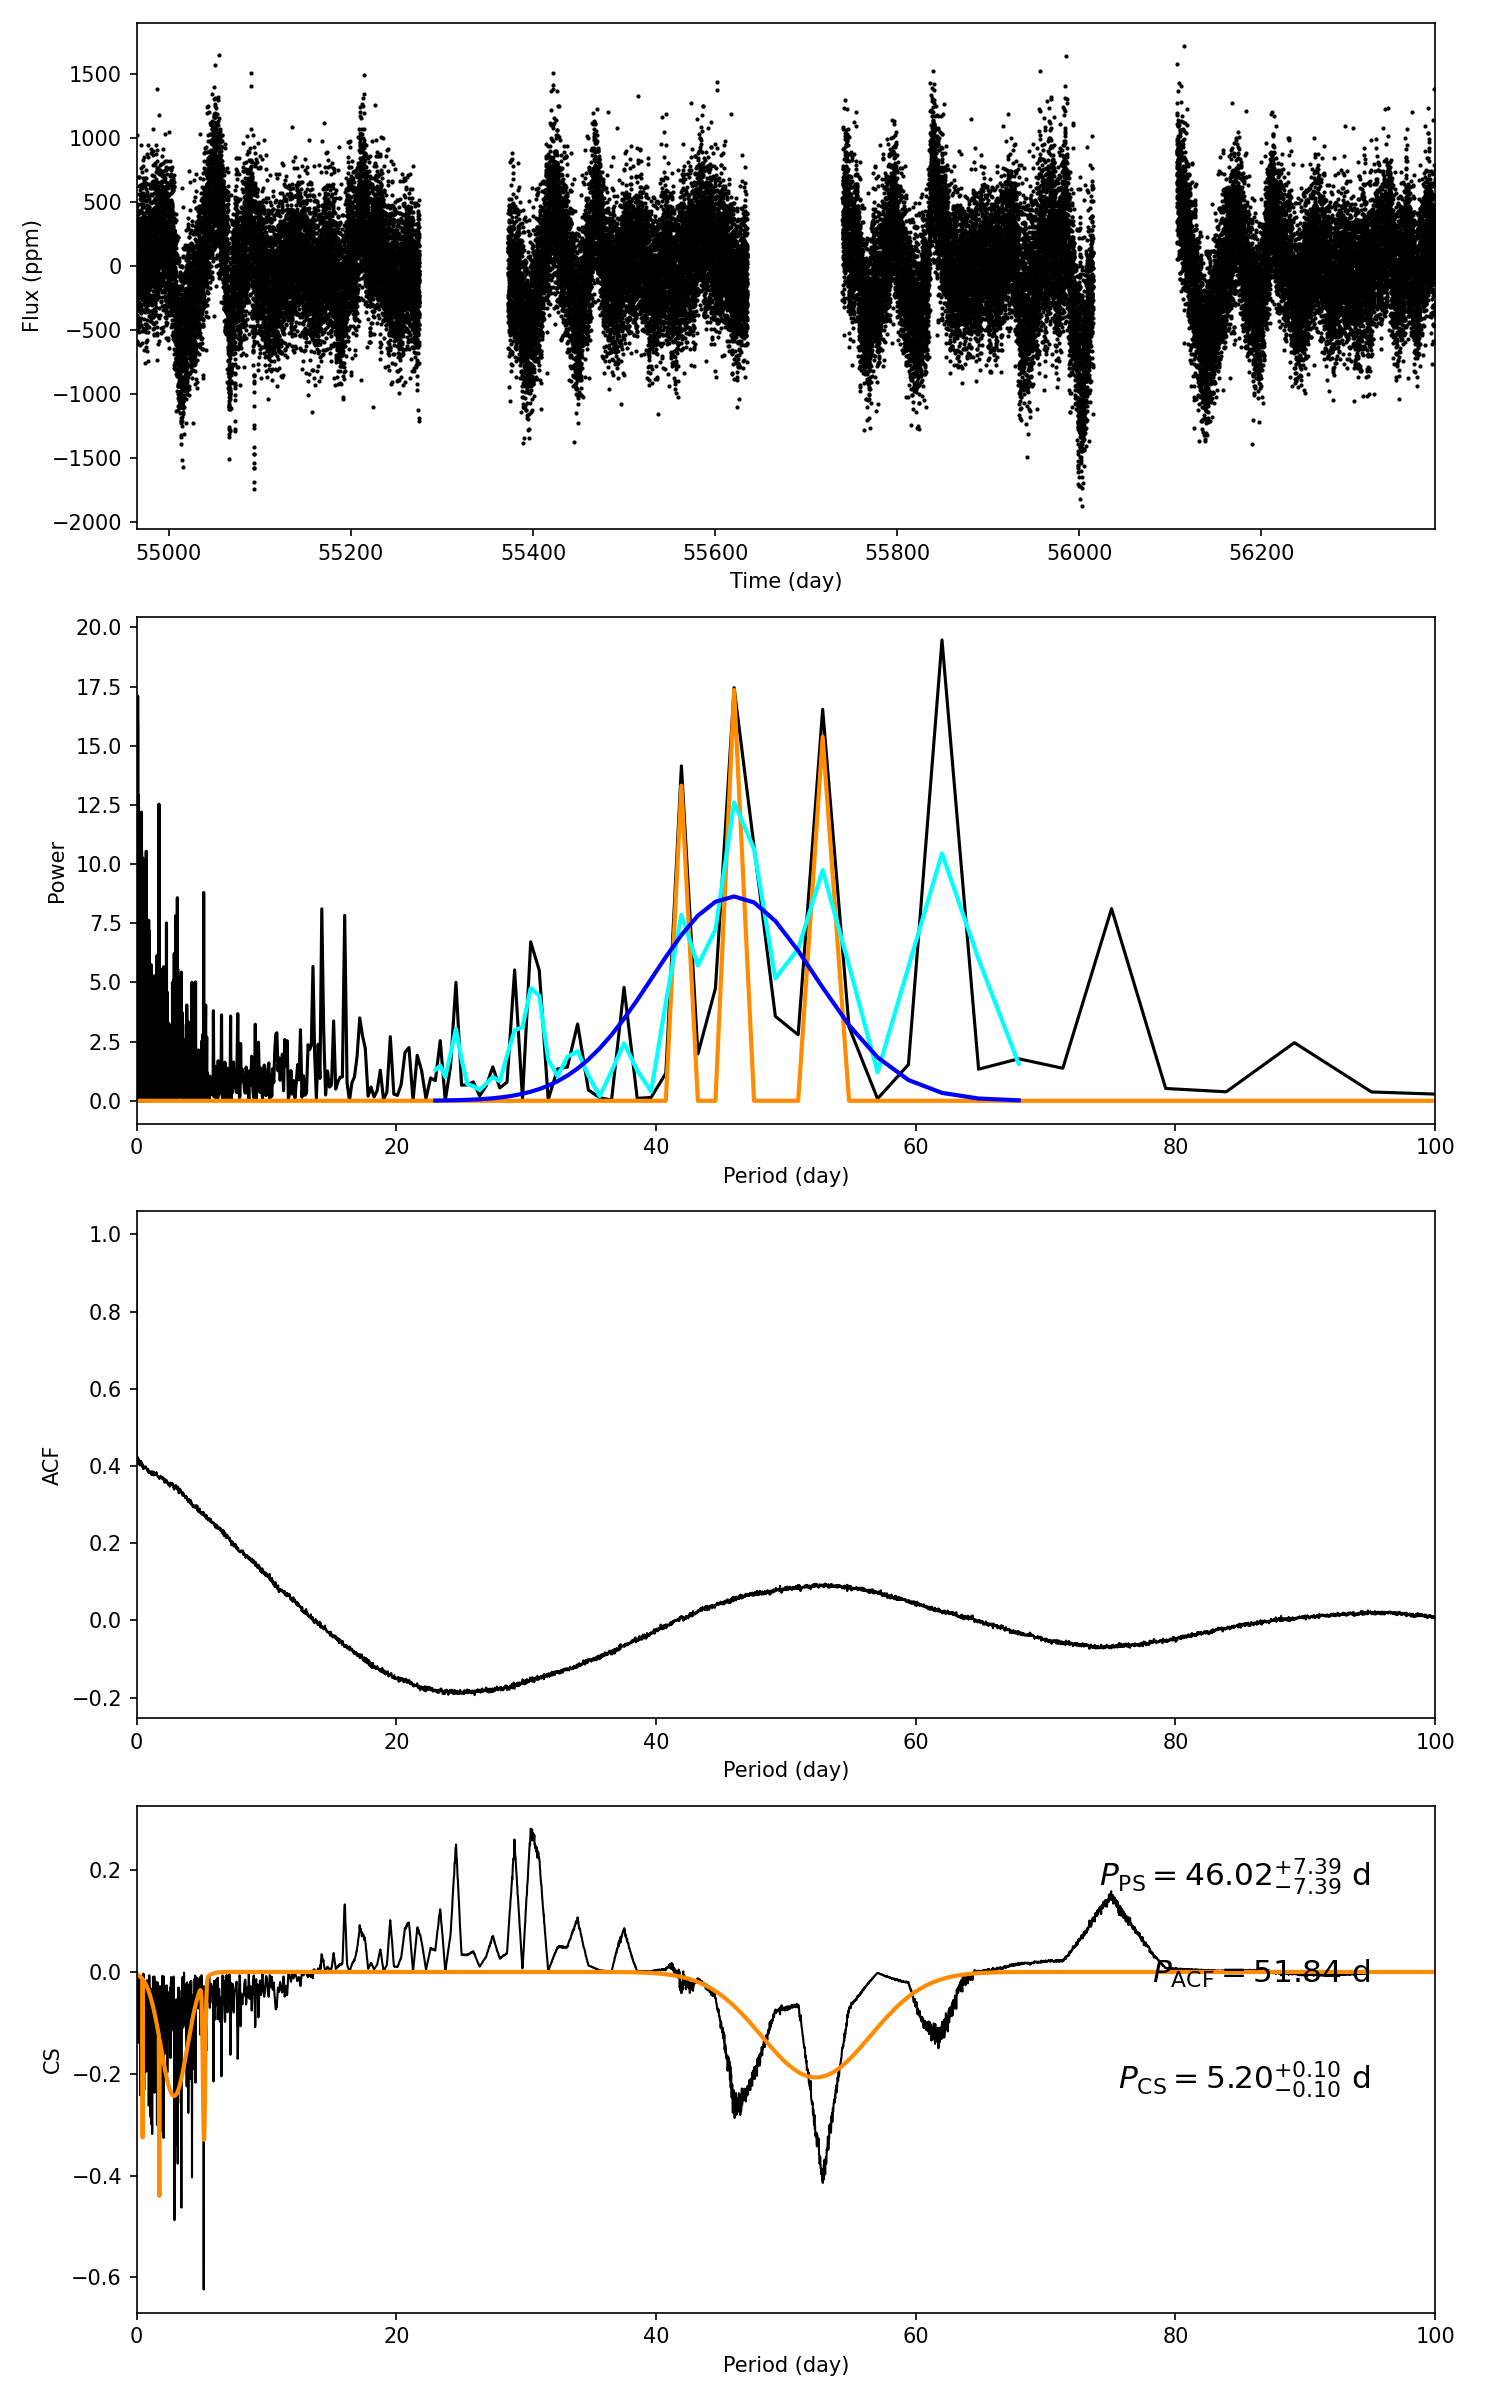 1500
1000
500
0
−500
−1000
−1500
−2000
Flux (ppm)
55000 55200 55400 55600 55800 56000 56200
Time (day)
20.0
17.5
15.0
12.5
10.0
7.5
5.0
2.5
0.0
Power
0 20 40 60 80 100
Period (day)
1.0
0.8
0.6
0.4
0.2
0.0
−0.2
ACF
0 20 40 60 80 100
Period (day)
0.2
0.0
−0.2
−0.4
−0.6
CS
P_PS = 46.02^{+7.39}_{−7.39} d
P_ACF = 51.84 d
P_CS = 5.20^{+0.10}_{−0.10} d
0 20 40 60 80 100
Period (day)